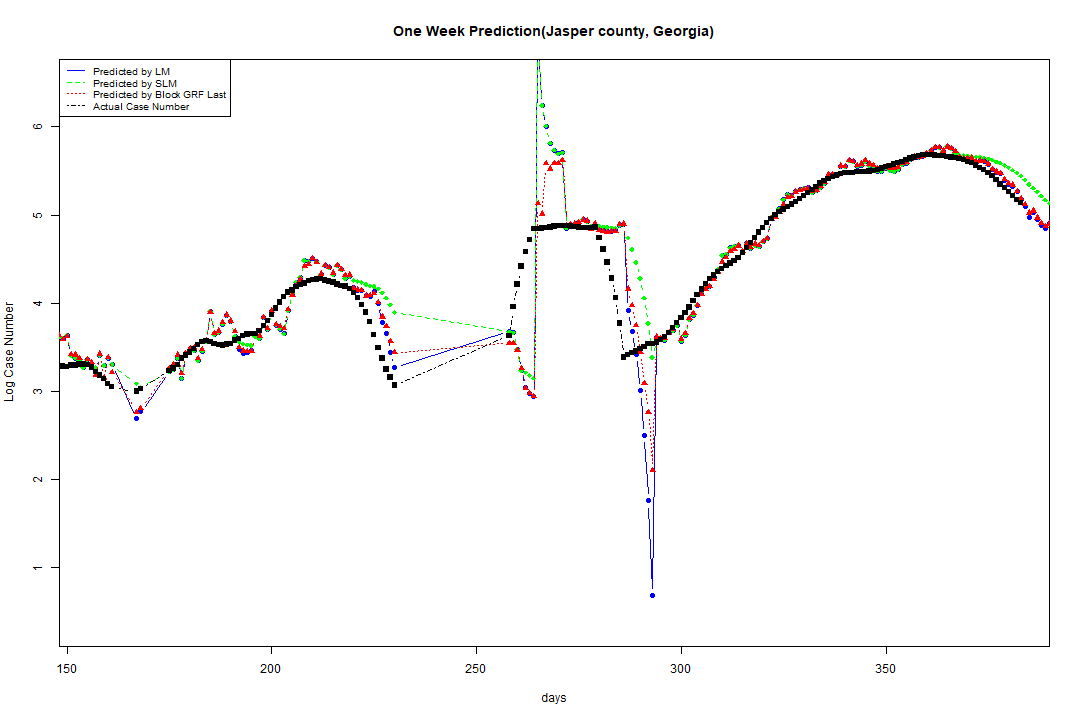 One Week Prediction(Jasper county, Georgia)
Predicted by LM
Predicted by SLM
Predicted by Block GRF Last
Actual Case Number
Log Case Number
6
5
4
3
2
1
150 200 250 300 350
days